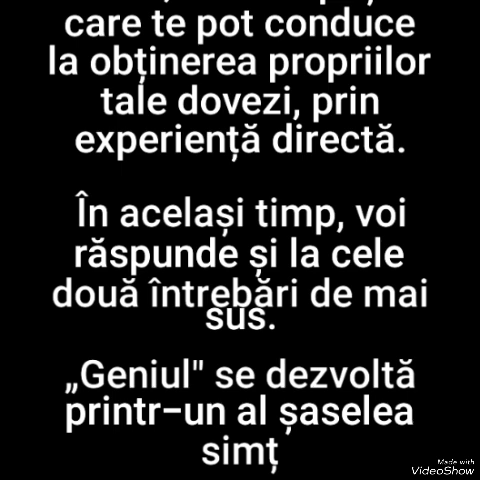 care te pot conduce
la obținerea propriilor
tale dovezi, prin
experiență directă.
În același timp, voi
răspunde și la cele
două întrebări de mai
sus.
„Geniul" se dezvoltă
printr-un al șaselea
simț
Made with
VideoShow